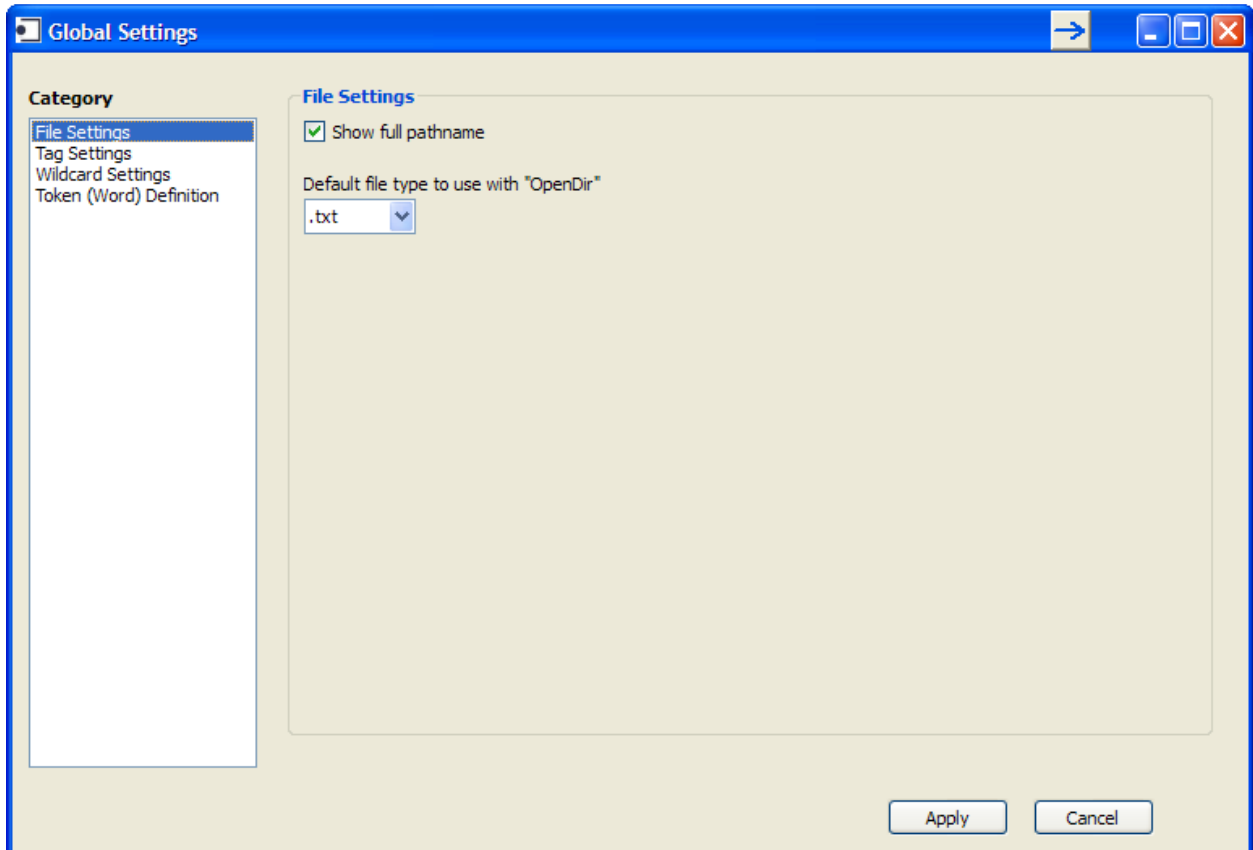 Global Settings
Category
File Settings
Tag Settings
Wildcard Settings
Token (Word) Definition
File Settings
Show full pathname
Default file type to use with "OpenDir"
.txt
Apply
Cancel